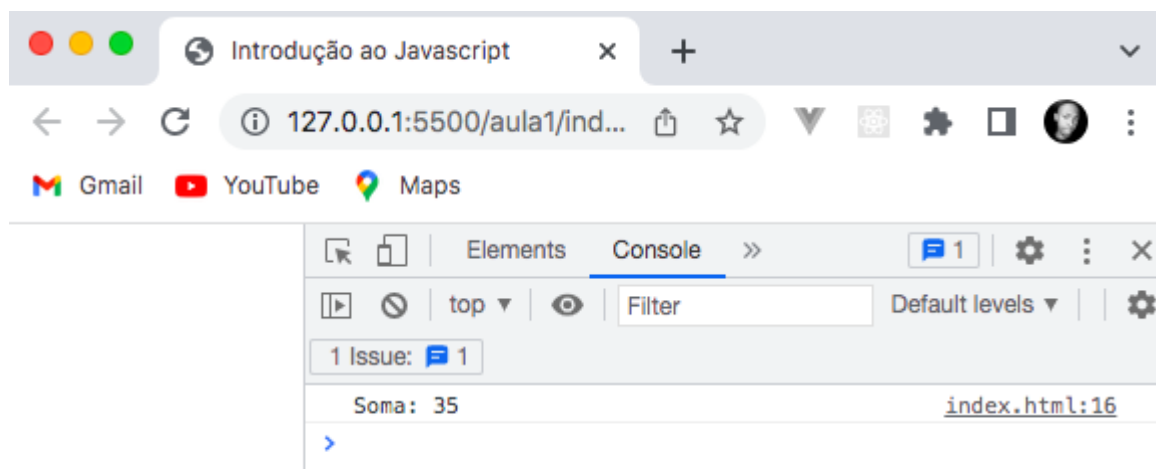 Introdução ao Javascript
127.0.0.1:5500/aula1/ind...
Gmail YouTube Maps
Elements Console
1
top Filter Default levels
1 Issue: 1
Soma: 35 index.html:16